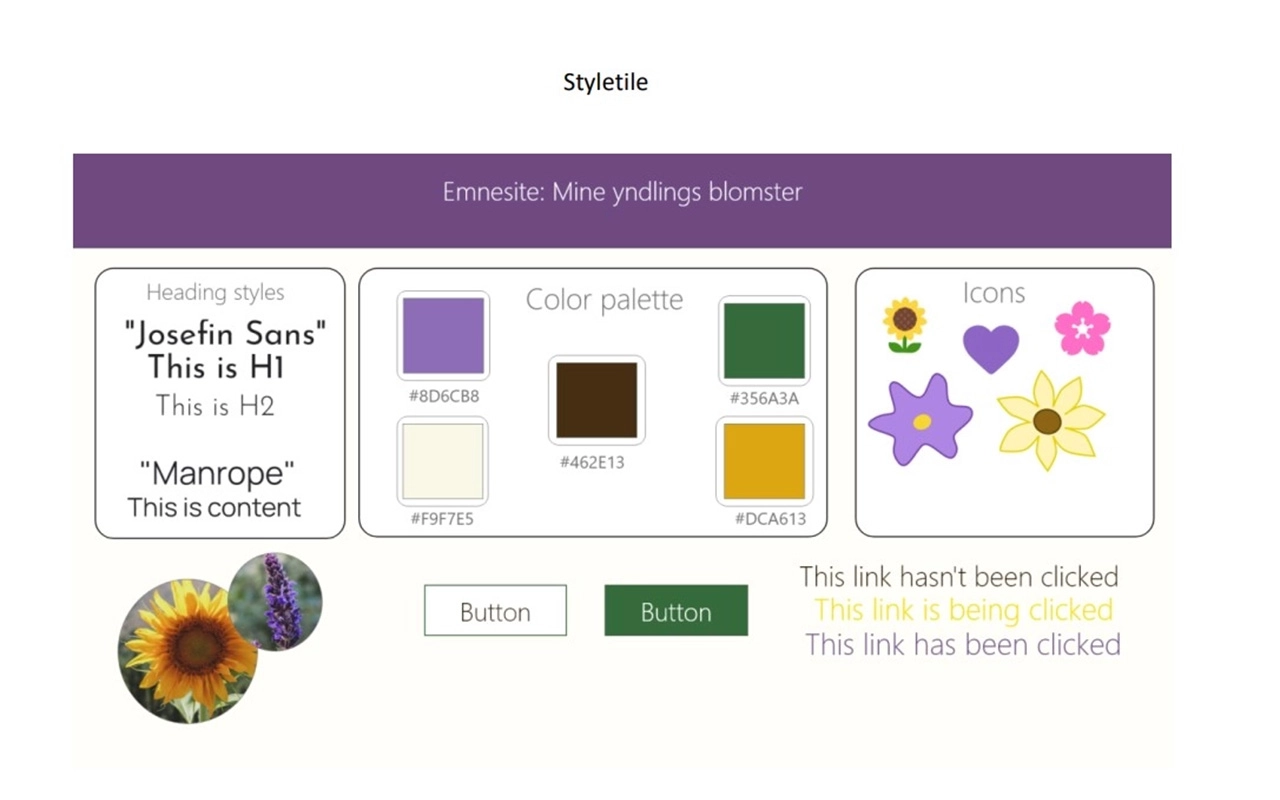 Styletile
Emnesite: Mine yndlings blomster
Heading styles
"Josefin Sans"
This is H1
This is H2
"Manrope"
This is content
Color palette
#8D6CB8
#356A3A
#462E13
#F9F7E5
#DCA613
Icons
Button
Button
This link hasn't been clicked
This link is being clicked
This link has been clicked